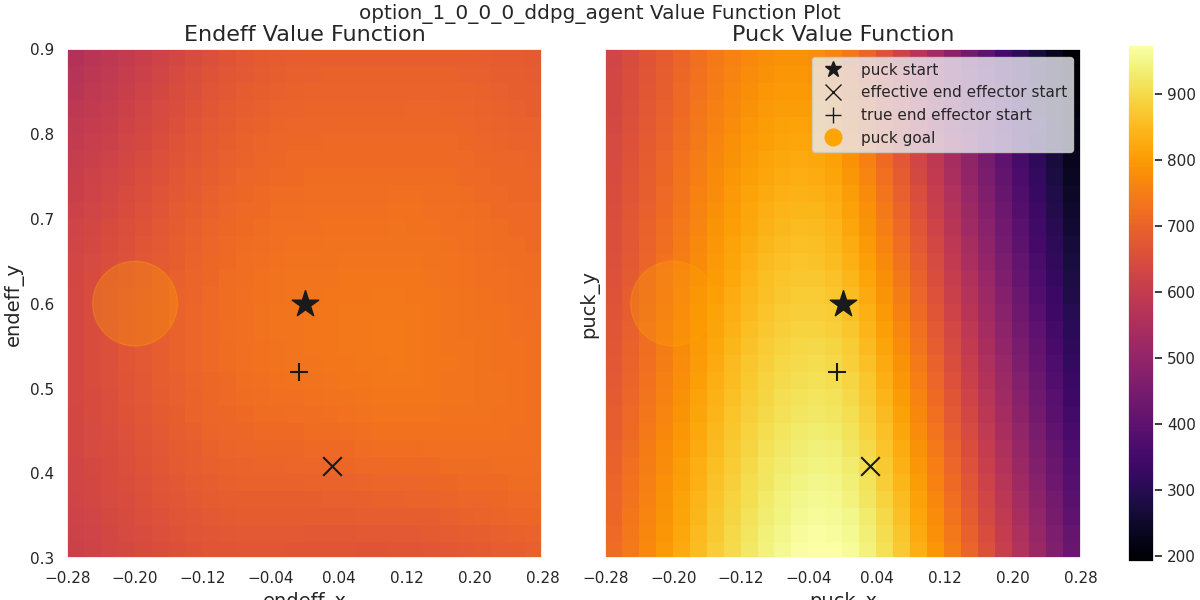 option_1_0_0_0_ddpg_agent Value Function Plot
Endeff Value Function
Puck Value Function
puck start
effective end effector start
true end effector start
puck goal
endeff_y
0.9
0.8
0.7
0.6
0.5
0.4
0.3
−0.28 −0.20 −0.12 −0.04 0.04 0.12 0.20 0.28
endeff_x
puck_y
−0.28 −0.20 −0.12 −0.04 0.04 0.12 0.20 0.28
puck_x
900
800
700
600
500
400
300
200